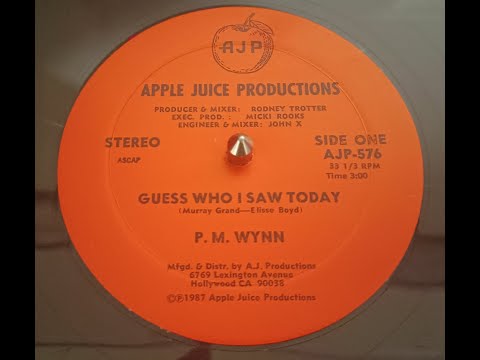 AJP
APPLE JUICE PRODUCTIONS
PRODUCER & MIXER: RODNEY TROTTER
EXEC. PROD. : MICKI ROOKS
ENGINEER & MIXER: JOHN X
STEREO
SIDE ONE
ASCAP
AJP-576
33 1/3 RPM
Time 3:00
GUESS WHO I SAW TODAY
(Murray Grand—Elisse Boyd)
P. M. WYNN
Mfgd. & Distr. by A.J. Productions
6769 Lexington Avenue
Hollywood CA 90038
©℗1987 Apple Juice Productions